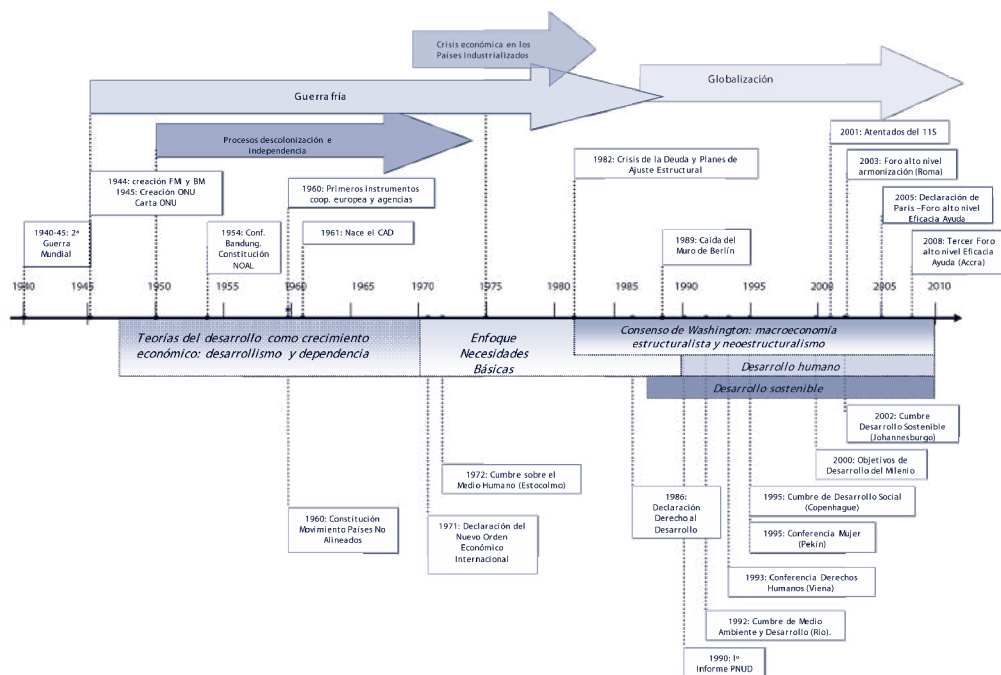 Crisis económica en los
Países Industrializados
Globalización
Guerra fría
Procesos descolonización e
independencia
2001: Atentados del 11S
1982: Crisis de la Deuda y Planes de
Ajuste Estructural
2003: Foro alto nivel
armonización (Roma)
1944: creación FMI y BM
1945: Creación ONU
Carta ONU
1960: Primeros instrumentos
coop. europea y agencias
2005: Declaración de
París –Foro alto nivel
Eficacia Ayuda
1940-45: 2ª
Guerra
Mundial
1954: Conf.
Bandung.
Constitución
NOAL
1961: Nace el CAD
1989: Caída del
Muro de Berlín
2008: Tercer Foro
alto nivel Eficacia
Ayuda (Accra)
1940 1945 1950 1955 1960 1965 1970 1975 1980 1985 1990 1995 2000 2005 2010
Teorías del desarrollo como crecimiento
económico: desarrollismo y dependencia
Enfoque
Necesidades
Básicas
Consenso de Washington: macroeconomía
estructuralista y neoestructuralismo
Desarrollo humano
Desarrollo sostenible
2002: Cumbre
Desarrollo Sostenible
(Johannesburgo)
2000: Objetivos de
Desarrollo del Milenio
1972: Cumbre sobre el
Medio Humano (Estocolmo)
1986:
Declaración
Derecho al
Desarrollo
1995: Cumbre de Desarrollo Social
(Copenhague)
1960: Constitución
Movimiento Países No
Alineados
1971: Declaración del
Nuevo Orden
Económico
Internacional
1995: Conferencia Mujer
(Pekín)
1993: Conferencia Derechos
Humanos (Viena)
1992: Cumbre de Medio
Ambiente y Desarrollo (Río).
1990: Iº
Informe PNUD